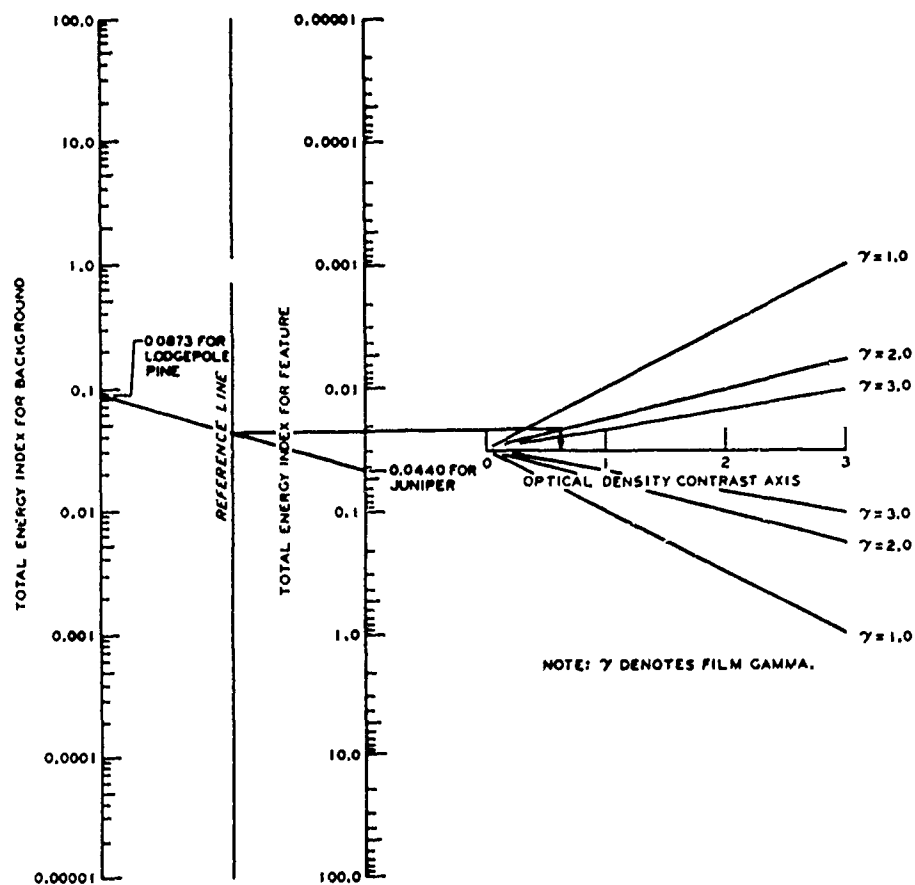 TOTAL ENERGY INDEX FOR BACKGROUND
100.0
10.0
1.0
0.1
0.01
0.001
0.0001
0.00001
0.0873 FOR
LODGEPOLE
PINE
REFERENCE LINE
TOTAL ENERGY INDEX FOR FEATURE
0.00001
0.0001
0.001
0.01
0.1
1.0
10.0
100.0
0.0440 FOR
JUNIPER
γ = 1.0
γ = 2.0
γ = 3.0
0 1 2 3
OPTICAL DENSITY CONTRAST AXIS
γ = 3.0
γ = 2.0
γ = 1.0
NOTE: γ DENOTES FILM GAMMA.